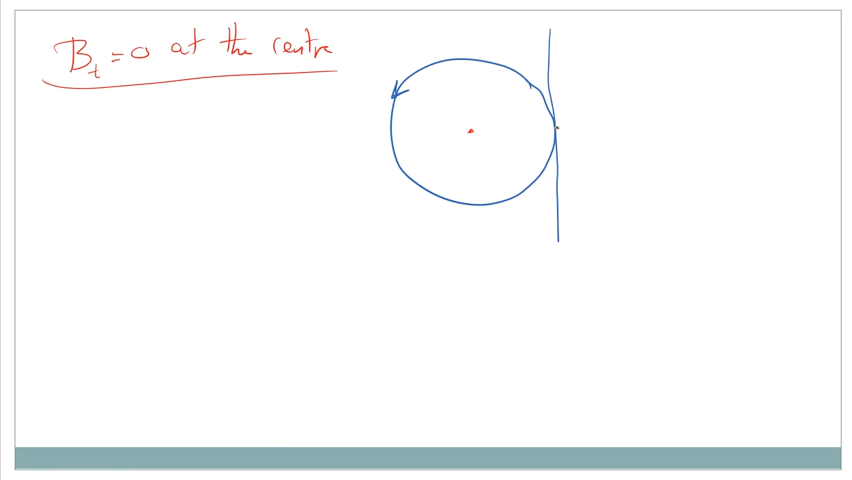 B_t = 0 at the centre